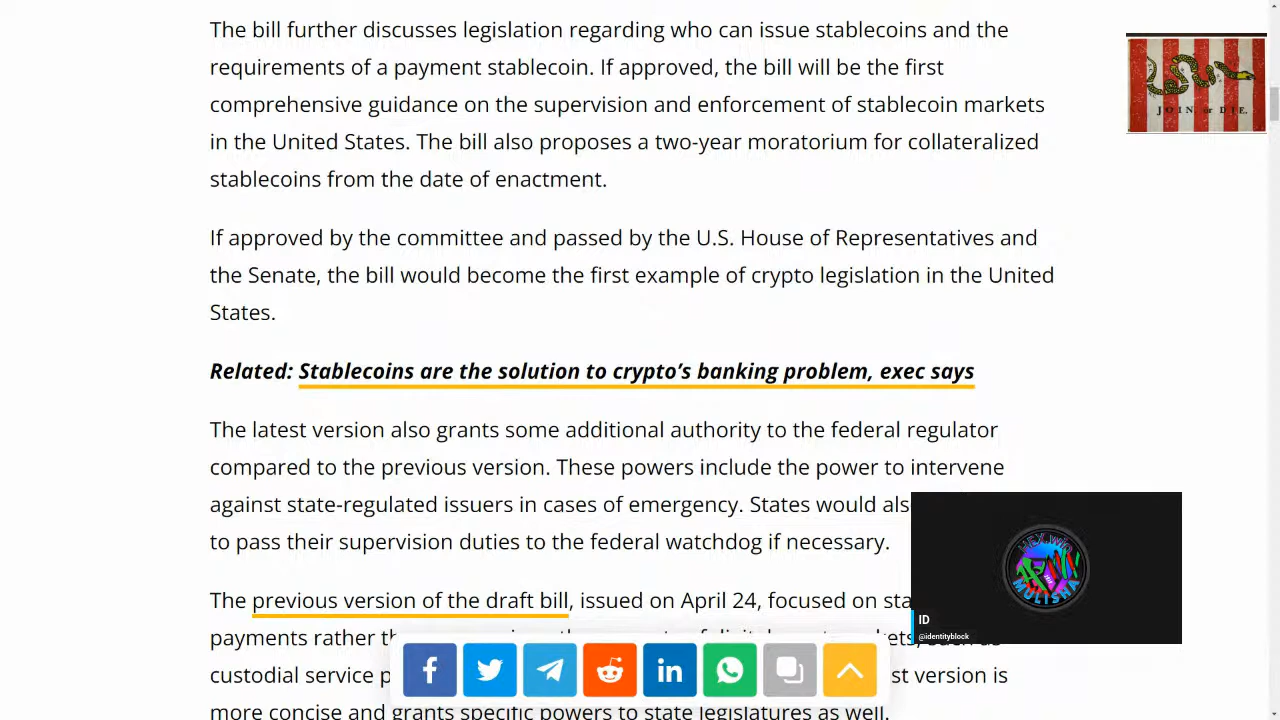 The bill further discusses legislation regarding who can issue stablecoins and the
requirements of a payment stablecoin. If approved, the bill will be the first
comprehensive guidance on the supervision and enforcement of stablecoin markets
in the United States. The bill also proposes a two-year moratorium for collateralized
stablecoins from the date of enactment.
JOIN or DIE.
If approved by the committee and passed by the U.S. House of Representatives and
the Senate, the bill would become the first example of crypto legislation in the United
States.
Related: Stablecoins are the solution to crypto’s banking problem, exec says
The latest version also grants some additional authority to the federal regulator
compared to the previous version. These powers include the power to intervene
against state-regulated issuers in cases of emergency. States would als
to pass their supervision duties to the federal watchdog if necessary.
The previous version of the draft bill, issued on April 24, focused on sta
payments rather
custodial service
st version is
more concise and grants specific powers to state legislatures as well.
MULISHA
ID
@identityblock